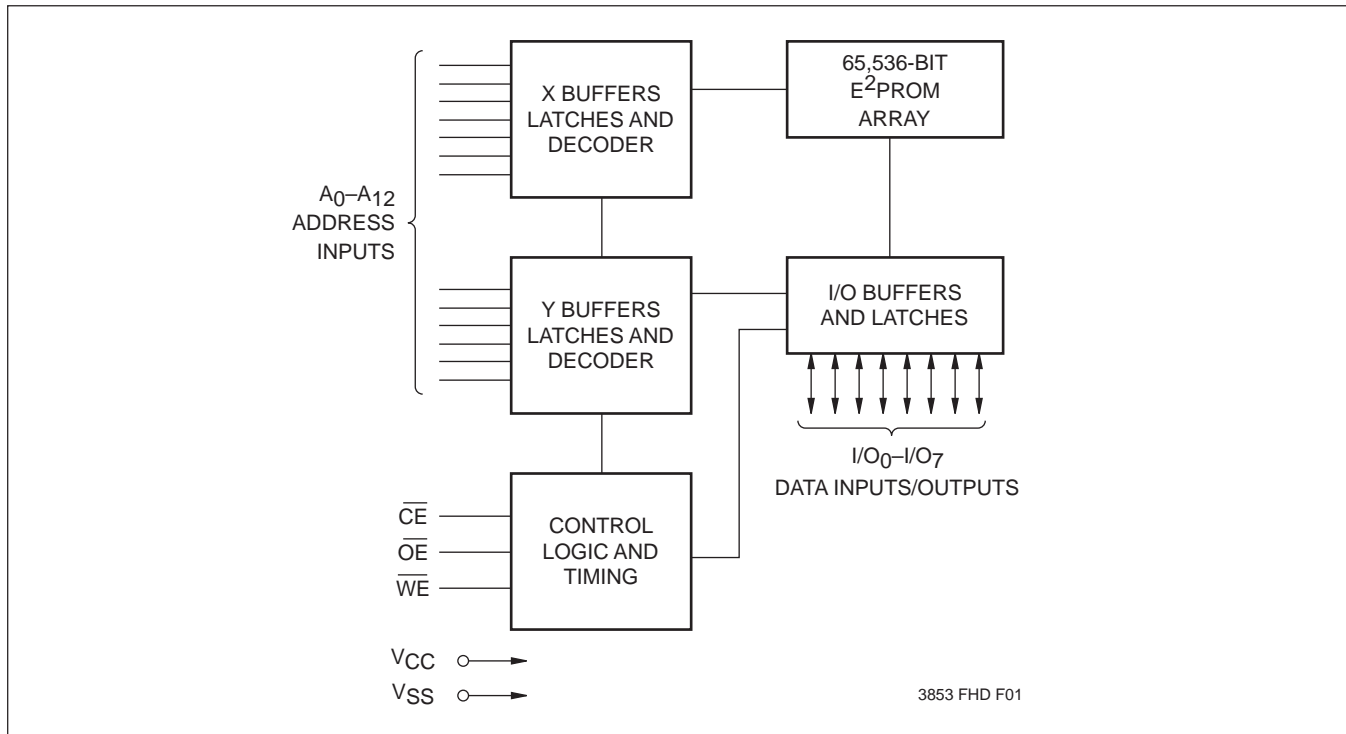 X BUFFERS
LATCHES AND
DECODER
65,536-BIT
E2PROM
ARRAY
A0–A12
ADDRESS
INPUTS
Y BUFFERS
LATCHES AND
DECODER
I/O BUFFERS
AND LATCHES
I/O0–I/O7
DATA INPUTS/OUTPUTS
CE
OE
WE
CONTROL
LOGIC AND
TIMING
VCC
VSS
3853 FHD F01